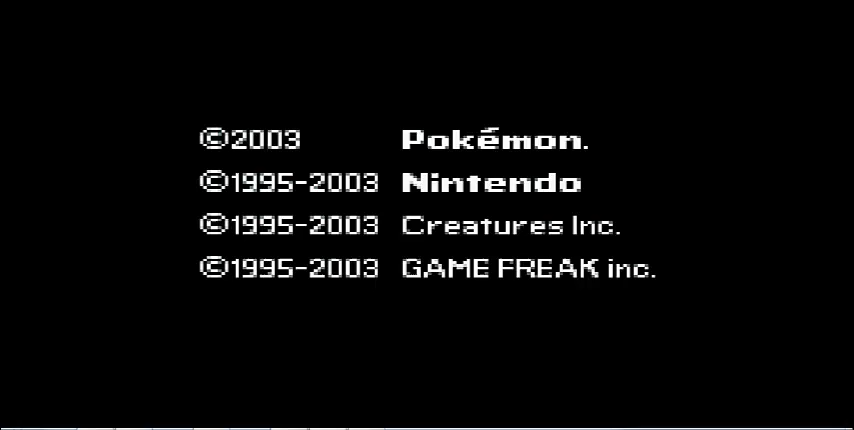 ©2003 Pokémon.
©1995-2003 Nintendo
©1995-2003 Creatures Inc.
©1995-2003 GAME FREAK inc.